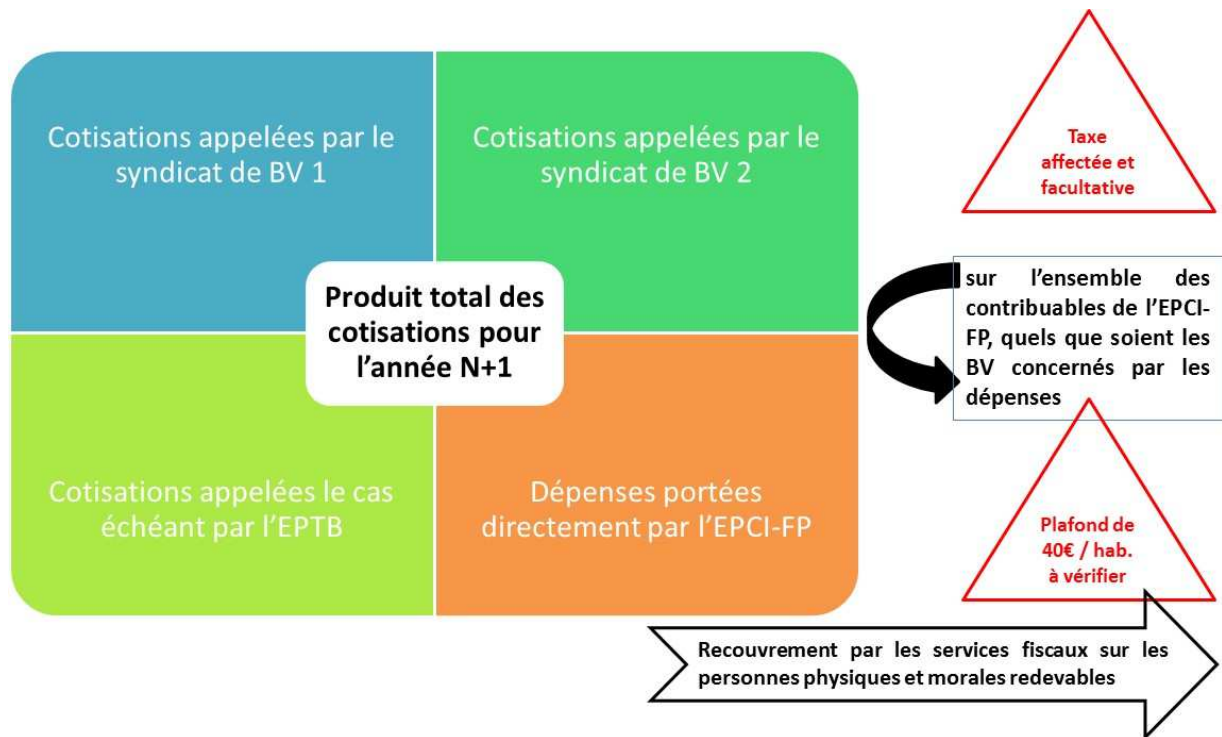 Cotisations appelées par le
syndicat de BV 1
Cotisations appelées par le
syndicat de BV 2
Produit total des
cotisations pour
l’année N+1
Cotisations appelées le cas
échéant par l’EPTB
Dépenses portées
directement par l’EPCI-FP
Taxe
affectée et
facultative
sur l’ensemble des
contribuables de l’EPCI-
FP, quels que soient les
BV concernés par les
dépenses
Plafond de
40€ / hab.
à vérifier
Recouvrement par les services fiscaux sur les
personnes physiques et morales redevables